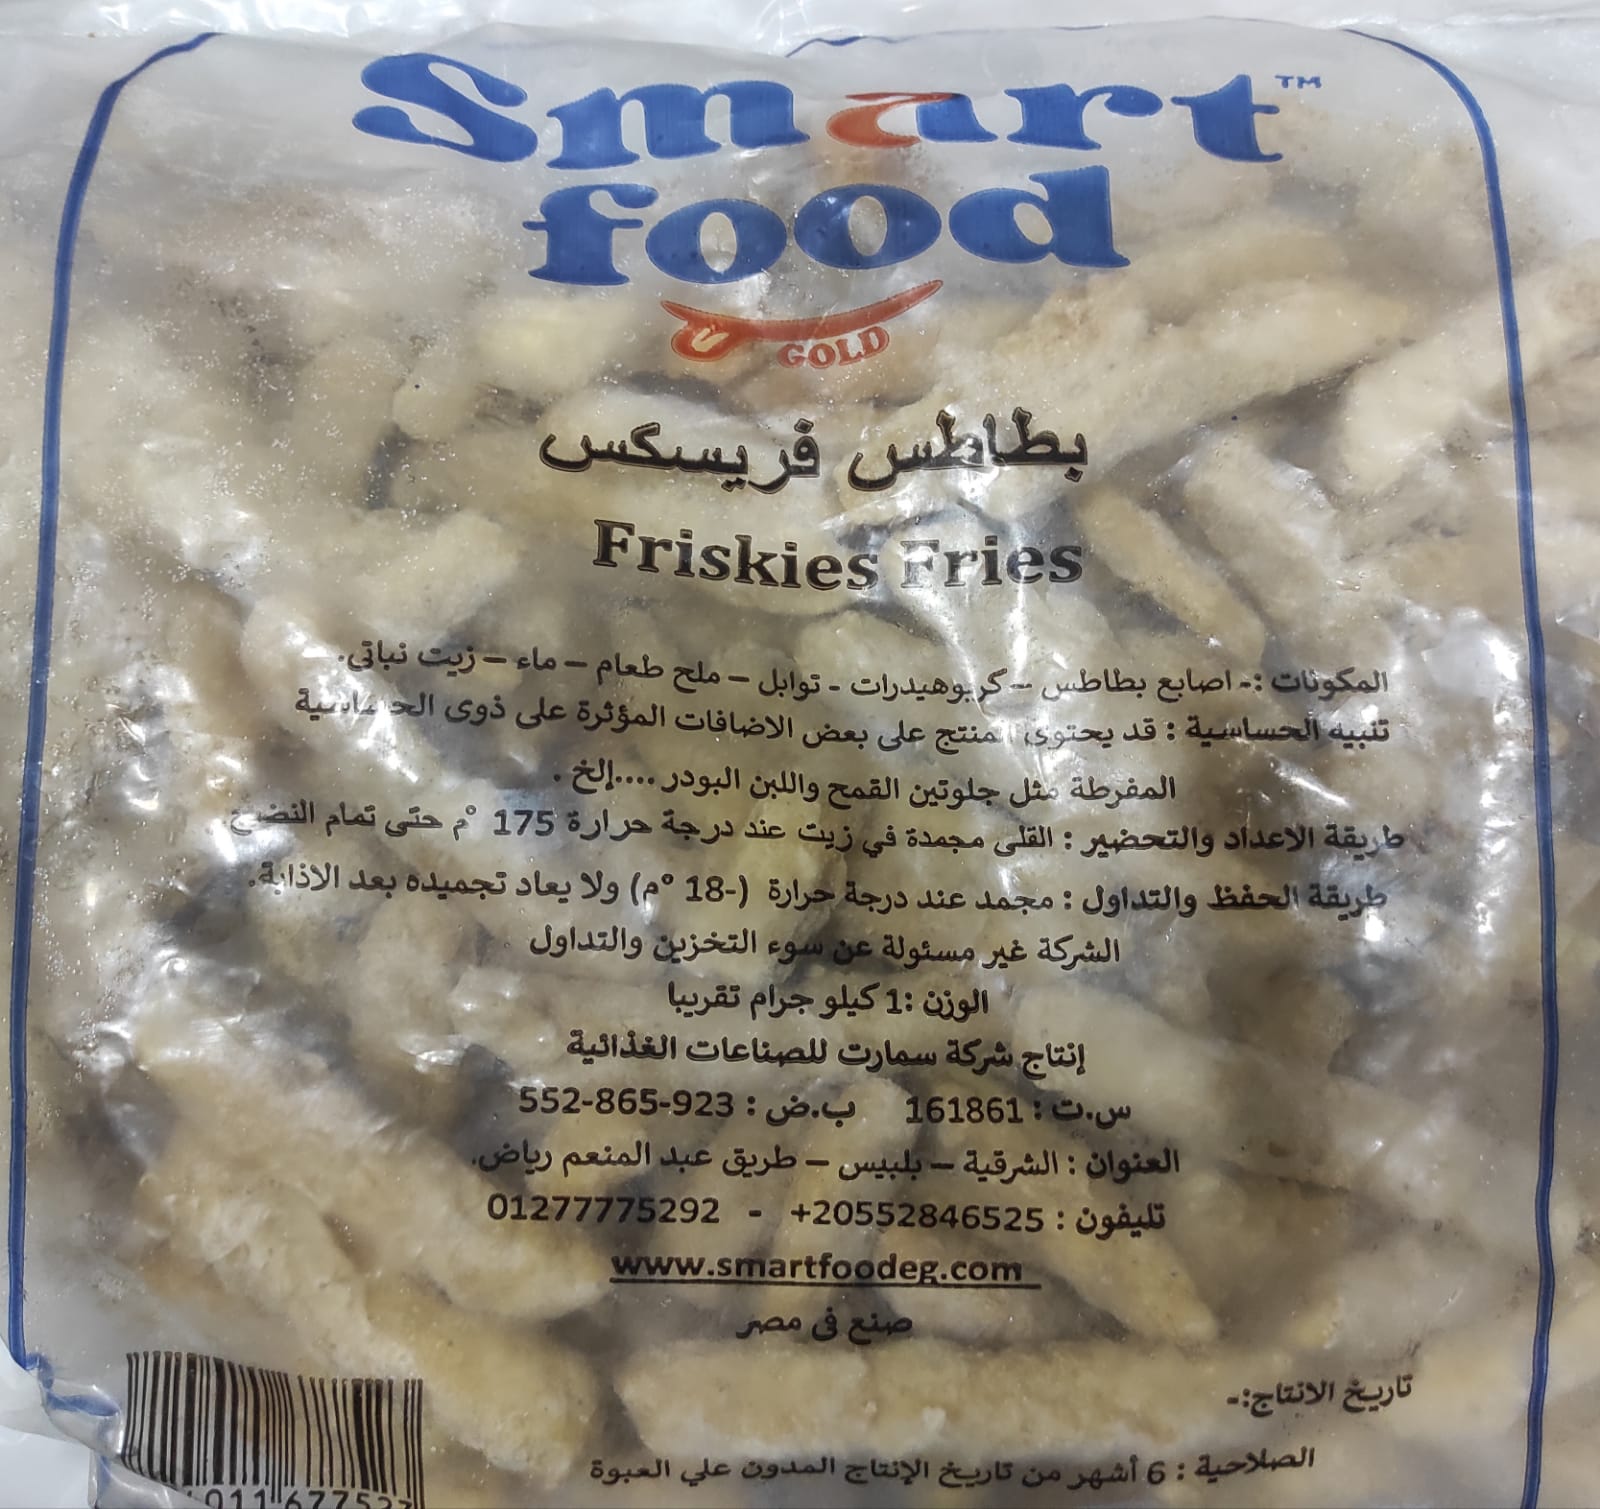 Smart™
food
GOLD
بطاطس فريسكس
Friskies Fries
المكونات :- اصابع بطاطس – كربوهيدرات - توابل – ملح طعام – ماء – زيت نباتى.
تنبيه الحساسية : قد يحتوى المنتج على بعض الاضافات المؤثرة على ذوى الحساسية
المفرطة مثل جلوتين القمح واللبن البودر ....إلخ .
طريقة الاعداد والتحضير : القلى مجمدة في زيت عند درجة حرارة 175 °م حتى تمام النضج
طريقة الحفظ والتداول : مجمد عند درجة حرارة (-18 °م) ولا يعاد تجميده بعد الاذابة.
الشركة غير مسئولة عن سوء التخزين والتداول
الوزن :1 كيلو جرام تقريبا
إنتاج شركة سمارت للصناعات الغذائية
س.ت : 161861 ب.ض : 923-865-552
العنوان : الشرقية – بلبيس – طريق عبد المنعم رياض.
تليفون : 20552846525+ - 01277775292
www.smartfoodeg.com
صنع فى مصر
تاريخ الانتاج:-
الصلاحية : 6 أشهر من تاريخ الإنتاج المدون علي العبوة